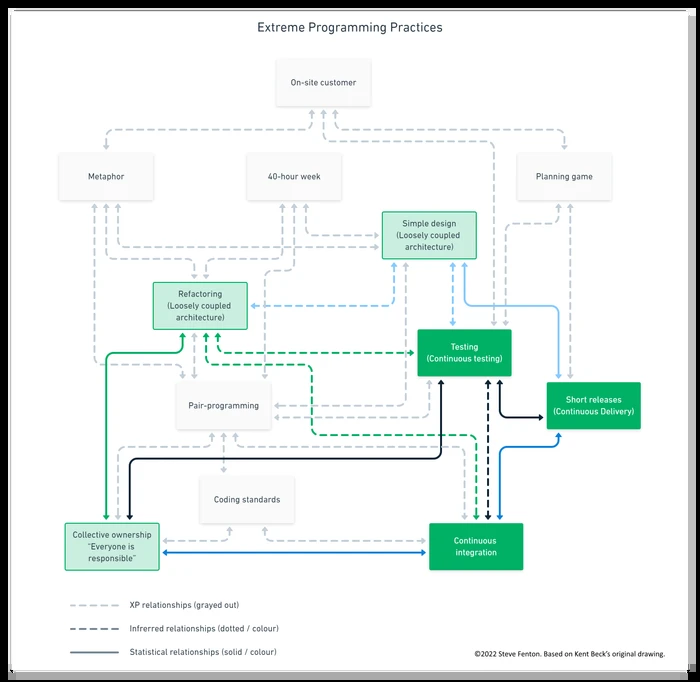 Extreme Programming Practices
On-site customer
Metaphor
40-hour week
Planning game
Simple design
(Loosely coupled
architecture)
Refactoring
(Loosely coupled
architecture)
Testing
(Continuous testing)
Pair-programming
Short releases
(Continuous Delivery)
Coding standards
Collective ownership
"Everyone is
responsible"
Continuous
integration
XP relationships (grayed out)
Infrerred relationships (dotted / colour)
Statistical relationships (solid / colour)
©2022 Steve Fenton. Based on Kent Beck's original drawing.